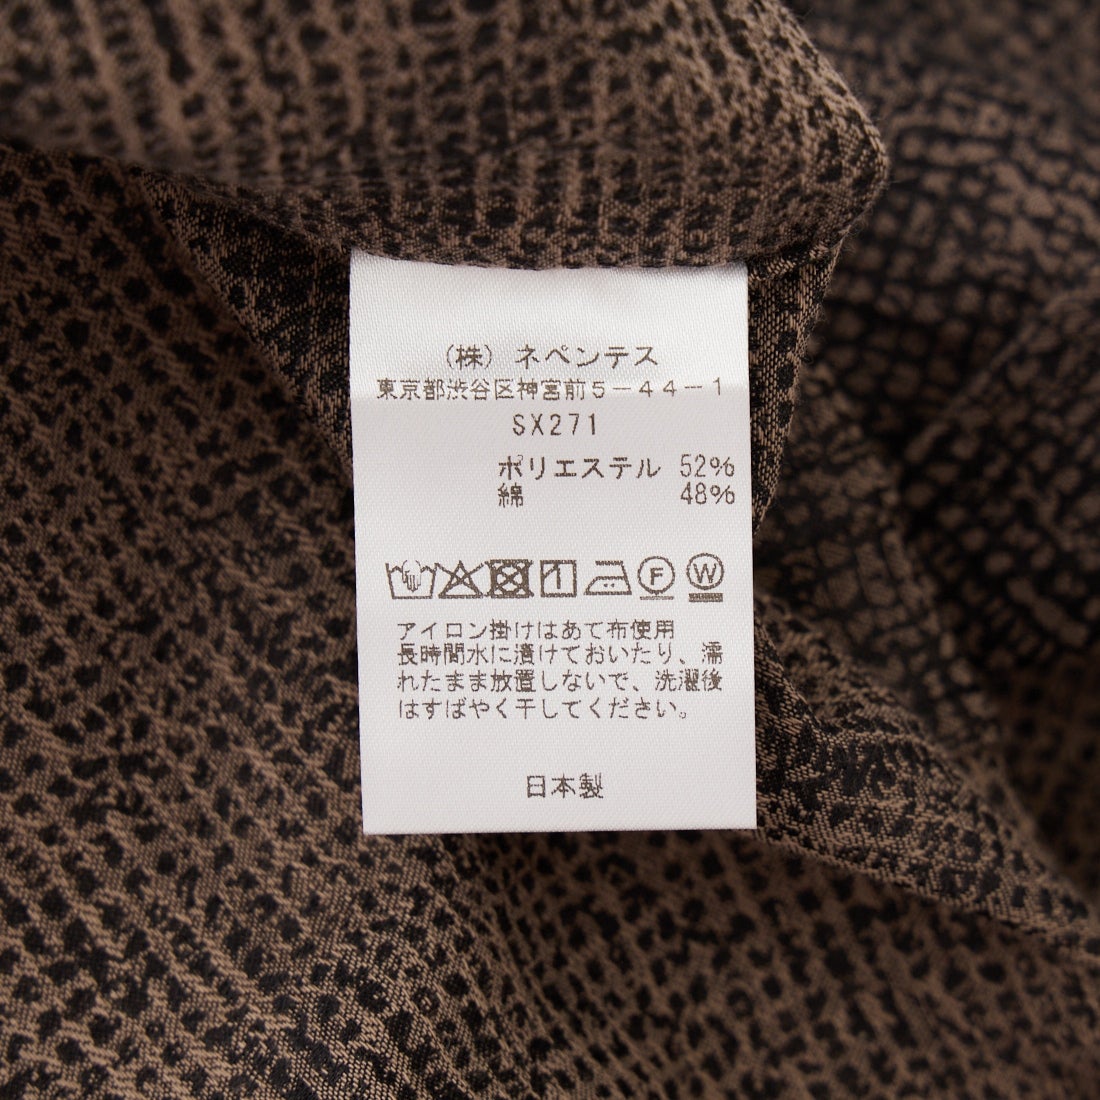 (株) ネペンテス
東京都渋谷区神宮前5-44-1
SX271
ポリエステル 52%
綿 48%
F W
アイロン掛けはあて布使用
長時間水に漬けておいたり、濡
れたまま放置しないで、洗濯後
はすばやく干してください。
日本製